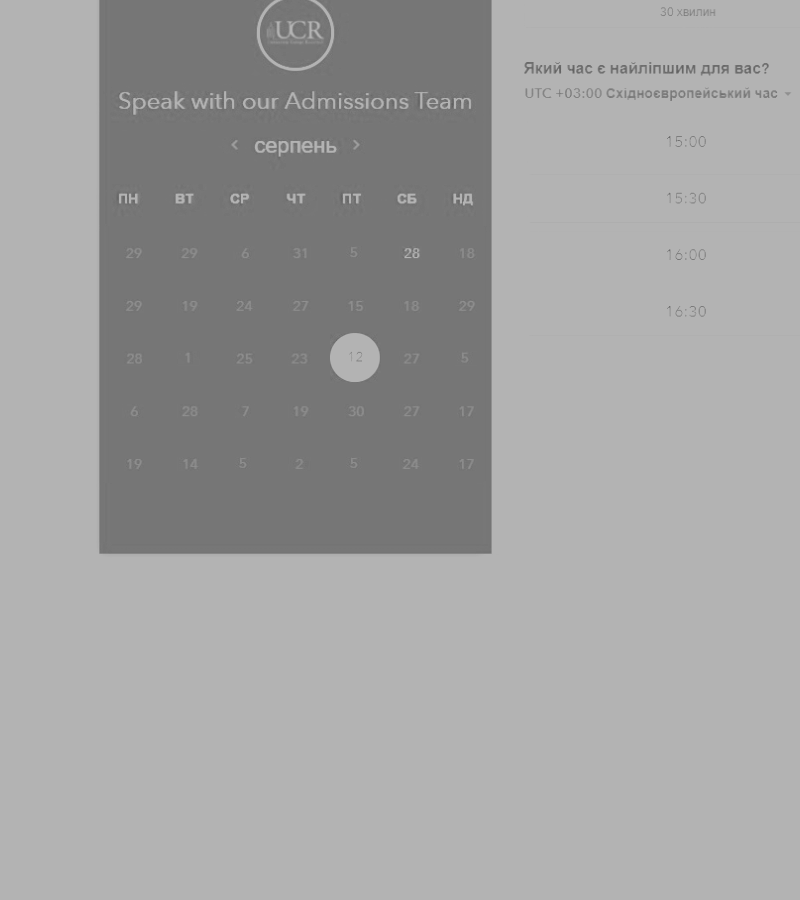 UCR
Speak with our Admissions Team
серпень
ПН ВТ СР ЧТ ПТ СБ НД
29 29 6 31 5 28 18
29 19 24 27 15 18 29
28 1 25 23 12 27 5
6 28 7 19 30 27 17
19 14 5 2 5 24 17
30 хвилин
Який час є найліпшим для вас?
UTC +03:00 Східноєвропейський час
15:00
15:30
16:00
16:30